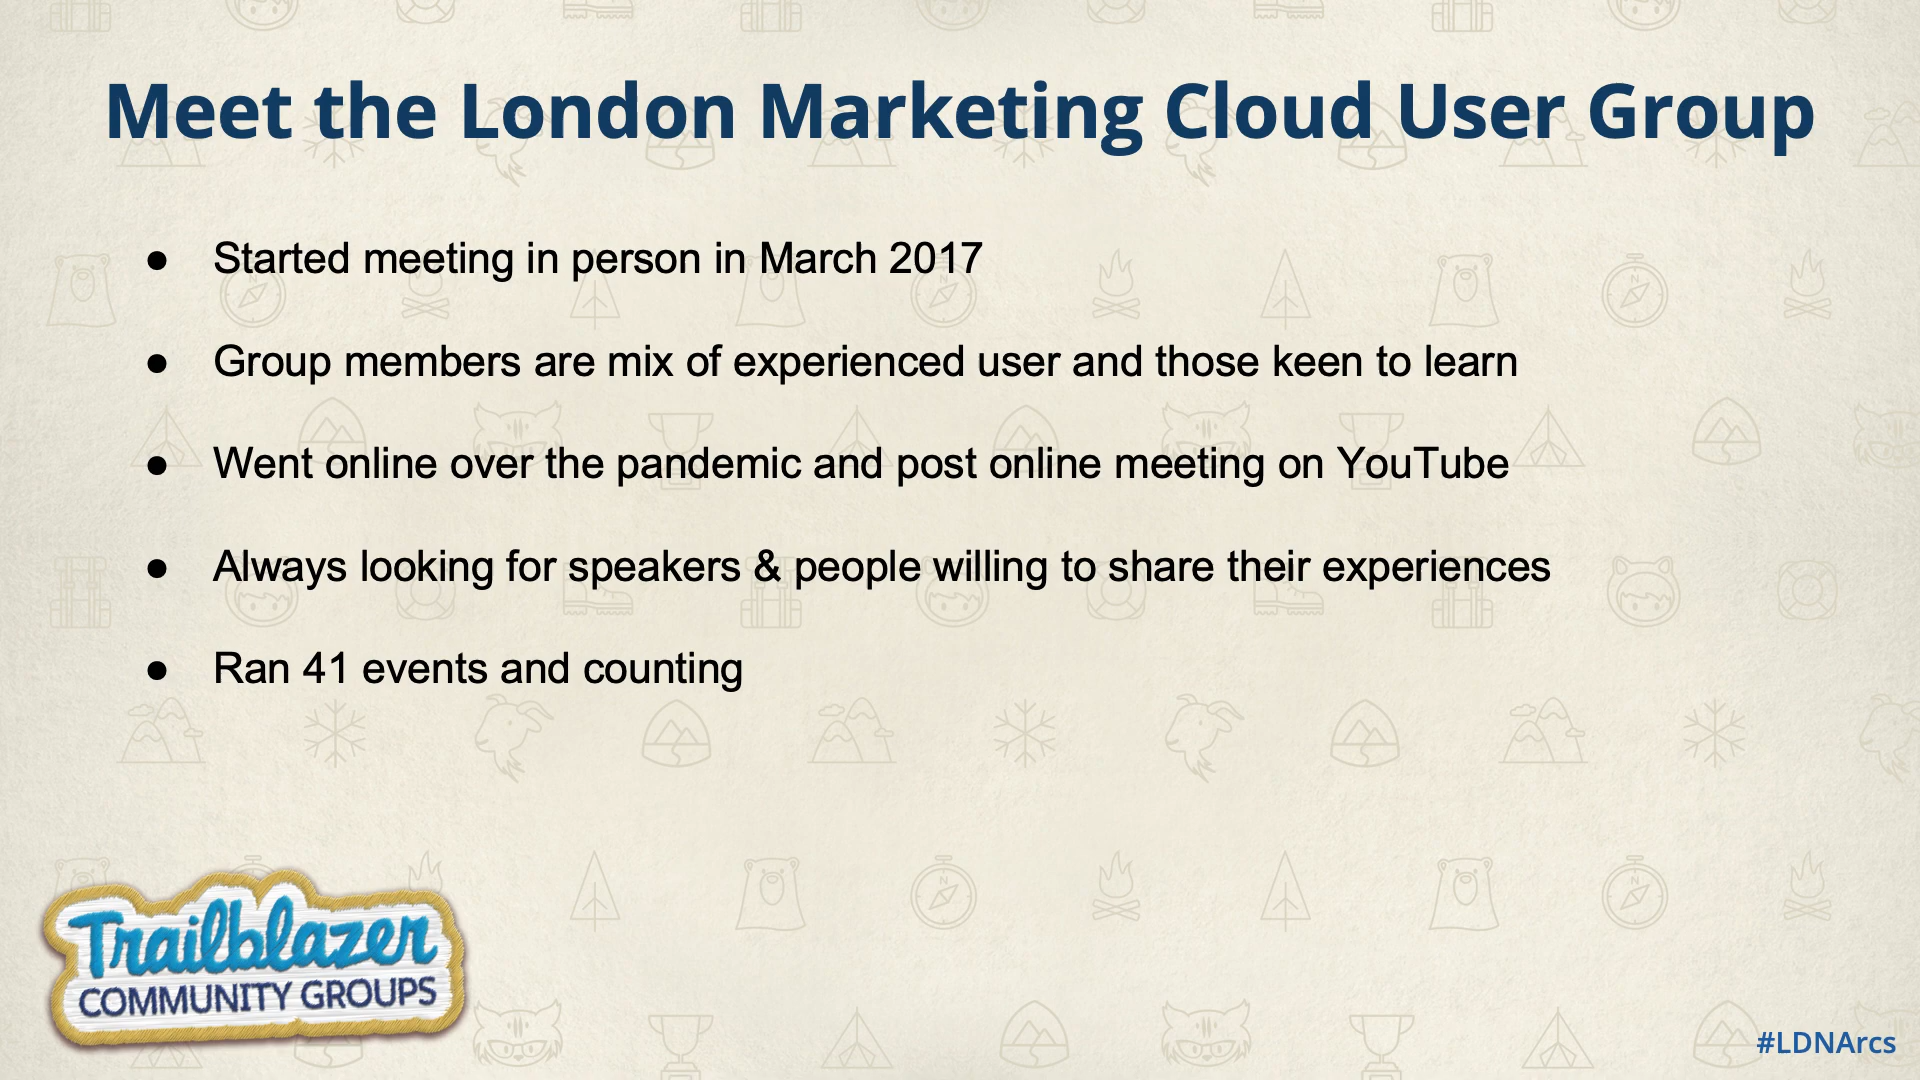 Meet the London Marketing Cloud User Group
● Started meeting in person in March 2017
● Group members are mix of experienced user and those keen to learn
● Went online over the pandemic and post online meeting on YouTube
● Always looking for speakers & people willing to share their experiences
● Ran 41 events and counting
Trailblazer
COMMUNITY GROUPS
#LDNArcs